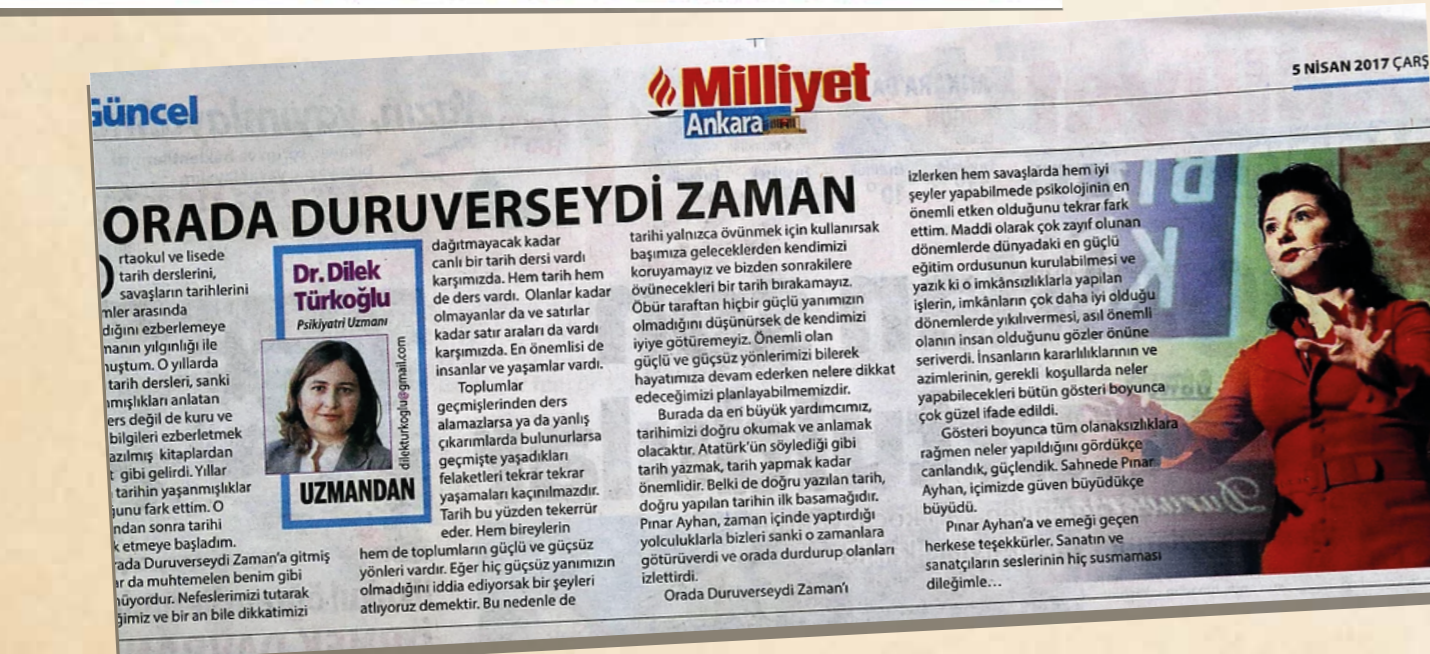 Güncel
Milliyet
Ankara
5 NİSAN 2017 ÇARŞ
ORADA DURUVERSEYDİ ZAMAN
rtaokul ve lisede
tarih derslerini,
savaşların tarihlerini
mler arasında
dığını ezberlemeye
manın yılgınlığı ile
muştum. O yıllarda
tarih dersleri, sanki
mışlıkları anlatan
ers değil de kuru ve
bilgileri ezberletmek
azılmış kitaplardan
t gibi gelirdi. Yıllar
tarihin yaşanmışlıklar
ğunu fark ettim. O
ndan sonra tarihi
k etmeye başladım.
rada Duruverseydi Zaman'a gitmiş
ar da muhtemelen benim gibi
nüyordur. Nefeslerimizi tutarak
ğimiz ve bir an bile dikkatimizi
Dr. Dilek
Türkoğlu
Psikiyatri Uzmanı
dilekturkoglu@gmail.com
UZMANDAN
dağıtmayacak kadar
canlı bir tarih dersi vardı
karşımızda. Hem tarih hem
de ders vardı. Olanlar kadar
olmayanlar da ve satırlar
kadar satır araları da vardı
karşımızda. En önemlisi de
insanlar ve yaşamlar vardı.
Toplumlar
geçmişlerinden ders
alamazlarsa ya da yanlış
çıkarımlarda bulunurlarsa
geçmişte yaşadıkları
felaketleri tekrar tekrar
yaşamaları kaçınılmazdır.
Tarih bu yüzden tekerrür
eder. Hem bireylerin
hem de toplumların güçlü ve güçsüz
yönleri vardır. Eğer hiç güçsüz yanımızın
olmadığını iddia ediyorsak bir şeyleri
atlıyoruz demektir. Bu nedenle de
tarihi yalnızca övünmek için kullanırsak
başımıza geleceklerden kendimizi
koruyamayız ve bizden sonrakilere
övünecekleri bir tarih bırakamayız.
Öbür taraftan hiçbir güçlü yanımızın
olmadığını düşünürsek de kendimizi
iyiye götüremeyiz. Önemli olan
güçlü ve güçsüz yönlerimizi bilerek
hayatımıza devam ederken nelere dikkat
edeceğimizi planlayabilmemizdir.
Burada da en büyük yardımcımız,
tarihimizi doğru okumak ve anlamak
olacaktır. Atatürk'ün söylediği gibi
tarih yazmak, tarih yapmak kadar
önemlidir. Belki de doğru yazılan tarih,
doğru yapılan tarihin ilk basamağıdır.
Pınar Ayhan, zaman içinde yaptırdığı
yolculuklarla bizleri sanki o zamanlara
götürüverdi ve orada durdurup olanları
izlettirdi.
Orada Duruverseydi Zaman'ı
izlerken hem savaşlarda hem iyi
şeyler yapabilmede psikolojinin en
önemli etken olduğunu tekrar fark
ettim. Maddi olarak çok zayıf olunan
dönemlerde dünyadaki en güçlü
eğitim ordusunun kurulabilmesi ve
yazık ki o imkânsızlıklarla yapılan
işlerin, imkânların çok daha iyi olduğu
dönemlerde yıkılıvermesi, asıl önemli
olanın insan olduğunu gözler önüne
seriverdi. İnsanların kararlılıklarının ve
azimlerinin, gerekli koşullarda neler
yapabilecekleri bütün gösteri boyunca
çok güzel ifade edildi.
Gösteri boyunca tüm olanaksızlıklara
rağmen neler yapıldığını gördükçe
canlandık, güçlendik. Sahnede Pınar
Ayhan, içimizde güven büyüdükçe
büyüdü.
Pınar Ayhan'a ve emeği geçen
herkese teşekkürler. Sanatın ve
sanatçıların seslerinin hiç susmaması
dileğimle…